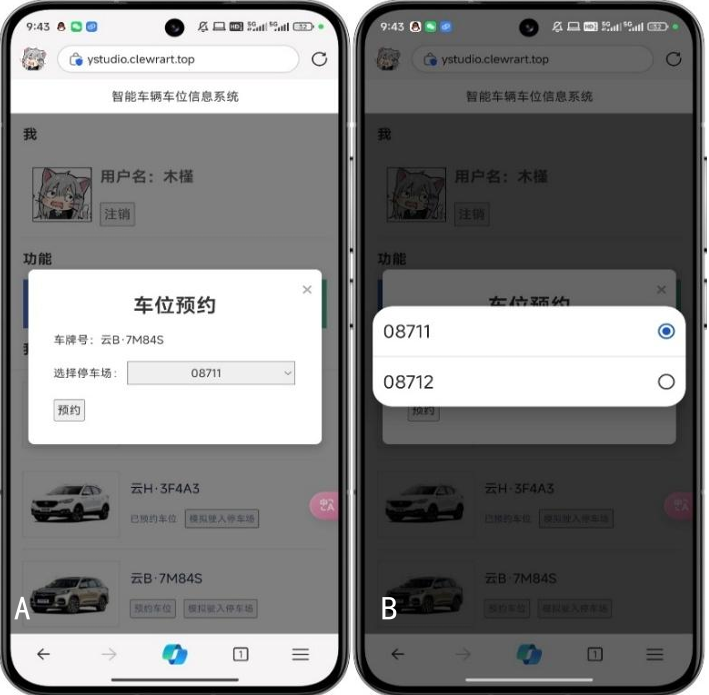 9:43
ystudio.clewrart.top
智能车辆车位信息系统
我
用户名：木槿
注销
功能
×
车位预约
车牌号：云B·7M84S
选择停车场：
08711
预约
云H·3F4A3
已预约车位
模拟驶入停车场
云B·7M84S
预约车位
模拟驶入停车场
A
1
9:43
ystudio.clewrart.top
智能车辆车位信息系统
我
用户名：木槿
注销
功能
×
车位预约
08711
08712
预约
云H·3F4A3
已预约车位
模拟驶入停车场
云B·7M84S
预约车位
模拟驶入停车场
B
1